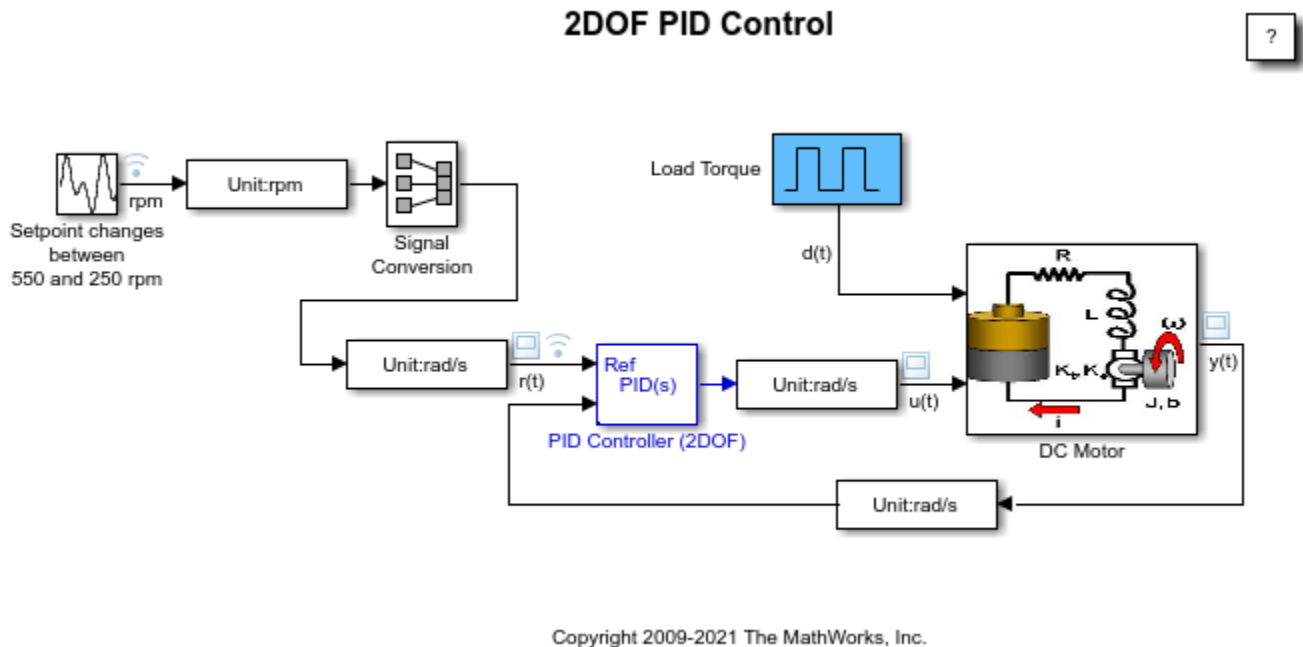 2DOF PID Control
?
rpm
Unit:rpm
Setpoint changes
between
550 and 250 rpm
Signal
Conversion
Load Torque
d(t)
R
L
ω
J, b
i
DC Motor
y(t)
Unit:rad/s
r(t)
Ref
PID(s)
PID Controller (2DOF)
Unit:rad/s
u(t)
Unit:rad/s
Copyright 2009-2021 The MathWorks, Inc.